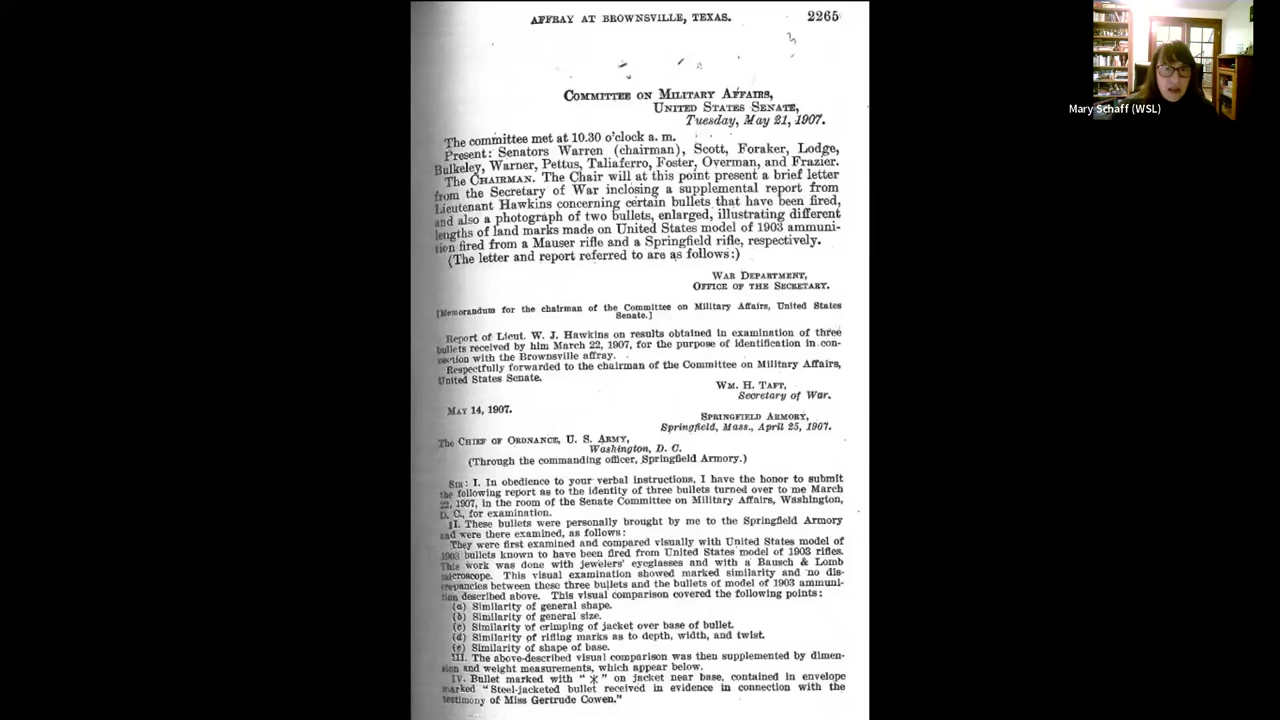 AFFRAY AT BROWNSVILLE, TEXAS. 2265
COMMITTEE ON MILITARY AFFAIRS,
UNITED STATES SENATE,
Tuesday, May 21, 1907.
The committee met at 10.30 o'clock a. m.
Present: Senators Warren (chairman), Scott, Foraker, Lodge,
Bulkeley, Warner, Pettus, Taliaferro, Foster, Overman, and Frazier.
The CHAIRMAN. The Chair will at this point present a brief letter
from the Secretary of War inclosing a supplemental report from
Lieutenant Hawkins concerning certain bullets that have been fired,
and also a photograph of two bullets, enlarged, illustrating different
lengths of land marks made on United States model of 1903 ammuni-
tion fired from a Mauser rifle and a Springfield rifle, respectively.
(The letter and report referred to are as follows:)
WAR DEPARTMENT,
OFFICE OF THE SECRETARY.
[Memorandum for the chairman of the Committee on Military Affairs, United States
Senate.]
Report of Lieut. W. J. Hawkins on results obtained in examination of three
bullets received by him March 22, 1907, for the purpose of identification in con-
nection with the Brownsville affray.
Respectfully forwarded to the chairman of the Committee on Military Affairs,
United States Senate.
WM. H. TAFT,
Secretary of War.
MAY 14, 1907.
SPRINGFIELD ARMORY,
Springfield, Mass., April 25, 1907.
The CHIEF OF ORDNANCE, U. S. ARMY,
Washington, D. C.
(Through the commanding officer, Springfield Armory.)
SIR: I. In obedience to your verbal instructions, I have the honor to submit
the following report as to the identity of three bullets turned over to me March
22, 1907, in the room of the Senate Committee on Military Affairs, Washington,
D. C., for examination.
II. These bullets were personally brought by me to the Springfield Armory
and were there examined, as follows:
They were first examined and compared visually with United States model of
1903 bullets known to have been fired from United States model of 1903 rifles.
This work was done with jewelers' eyeglasses and with a Bausch & Lomb
microscope. This visual examination showed marked similarity and no dis-
crepancies between these three bullets and the bullets of model of 1903 ammuni-
tion described above. This visual comparison covered the following points:
(a) Similarity of general shape.
(b) Similarity of general size.
(c) Similarity of crimping of jacket over base of bullet.
(d) Similarity of rifling marks as to depth, width, and twist.
(e) Similarity of shape of base.
III. The above-described visual comparison was then supplemented by dimen-
sion and weight measurements, which appear below.
IV. Bullet marked with "X" on jacket near base, contained in envelope
marked "Steel-jacketed bullet received in evidence in connection with the
testimony of Miss Gertrude Cowen."
Mary Schaff (WSL)